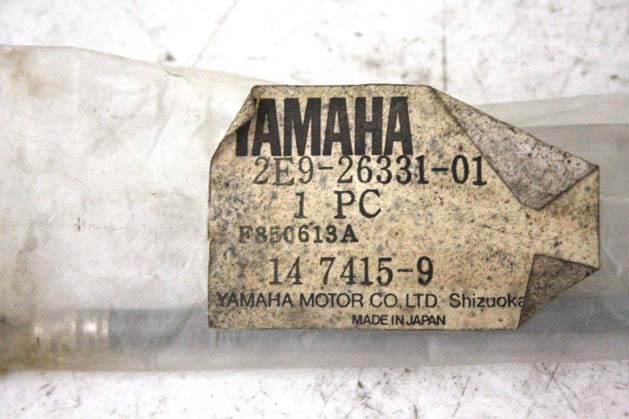 YAMAHA
2E9-26331-01
1 PC
F850613A
14 7415-9
YAMAHA MOTOR CO., LTD. Shizuoka
MADE IN JAPAN